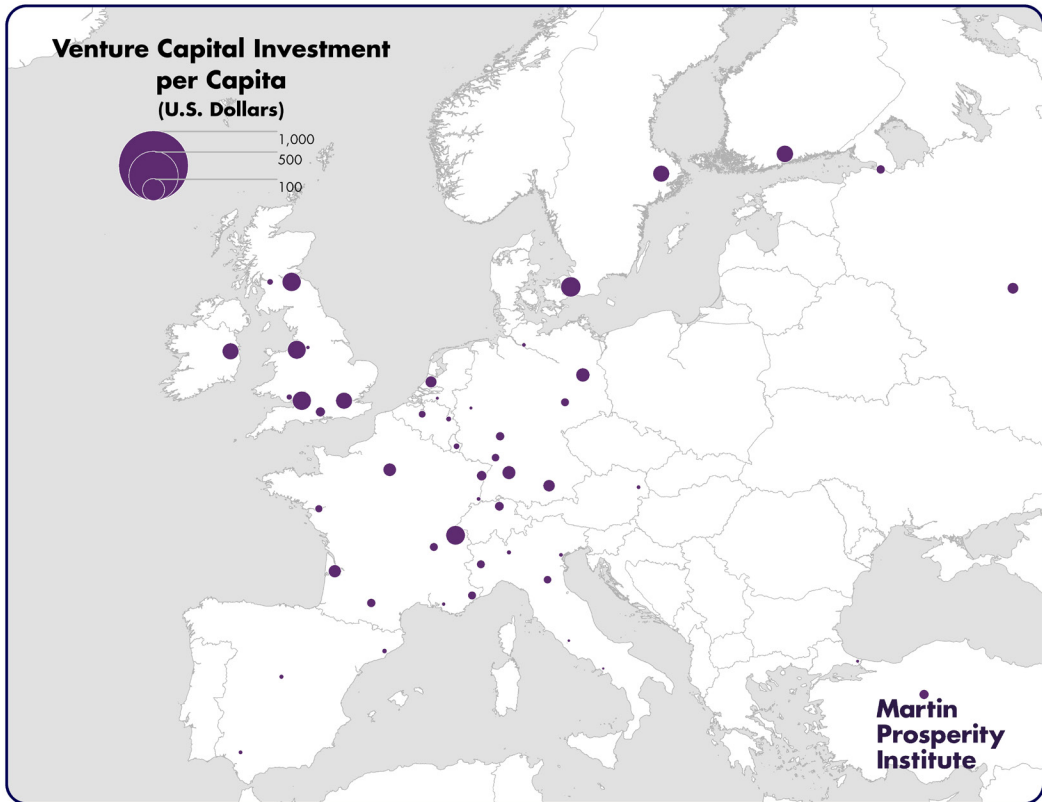 Venture Capital Investment
per Capita
(U.S. Dollars)
1,000
500
100
Martin
Prosperity
Institute